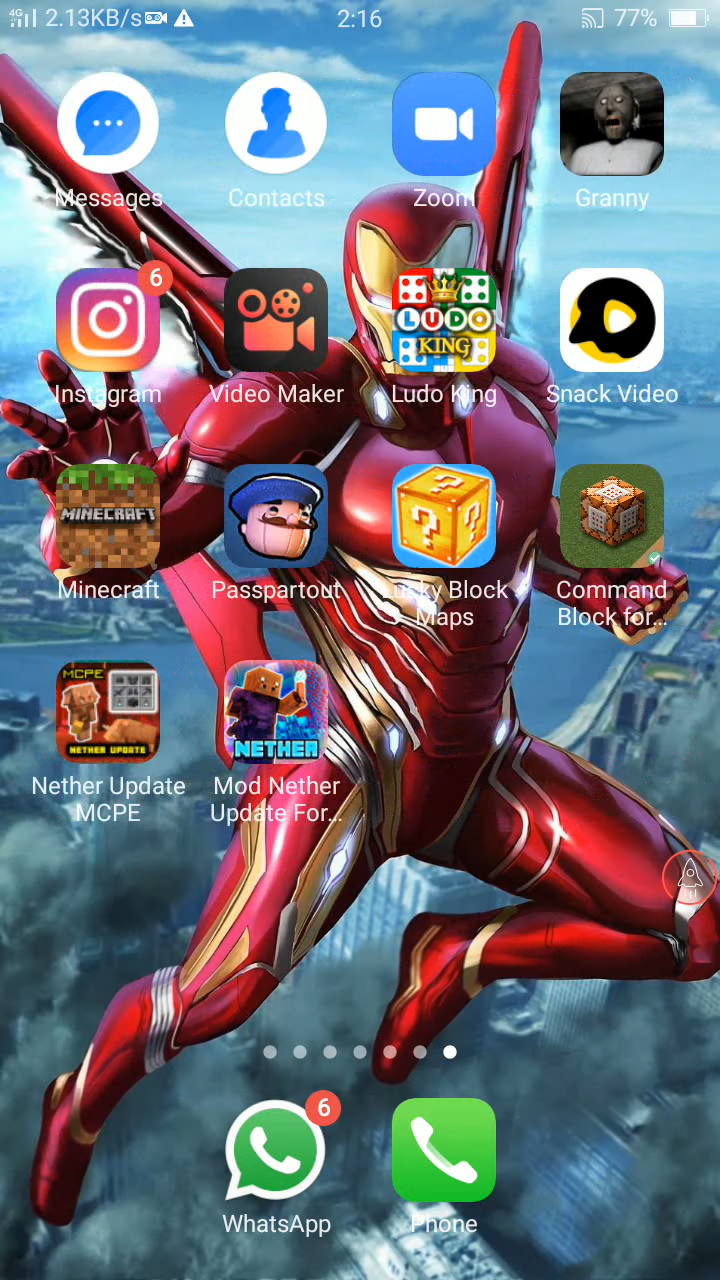 4G 2.13KB/s 2:16 77%
Messages Contacts Zoom Granny
6
LUDO
KING
Instagram Video Maker Ludo King Snack Video
MINECRAFT
Minecraft Passpartout Lucky Block Command
Maps Block for...
MCPE
NETHER UPDATE NETHER
Nether Update Mod Nether
MCPE Update For...
6
WhatsApp Phone